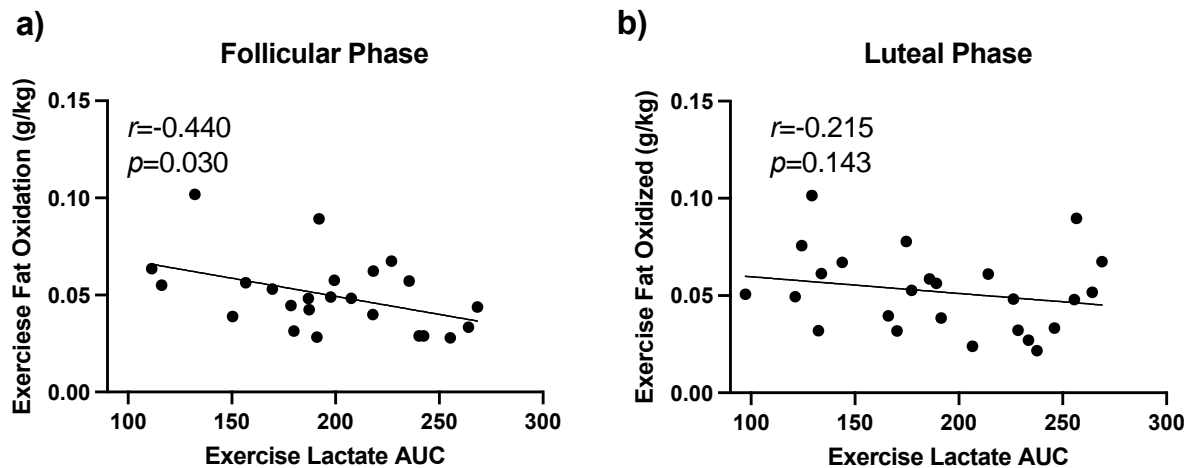 a)
Follicular Phase
Exerciese Fat Oxidation (g/kg)
0.15
0.10
0.05
0.00
r=-0.440
p=0.030
100 150 200 250 300
Exercise Lactate AUC
b)
Luteal Phase
Exercise Fat Oxidized (g/kg)
0.15
0.10
0.05
0.00
r=-0.215
p=0.143
100 150 200 250 300
Exercise Lactate AUC